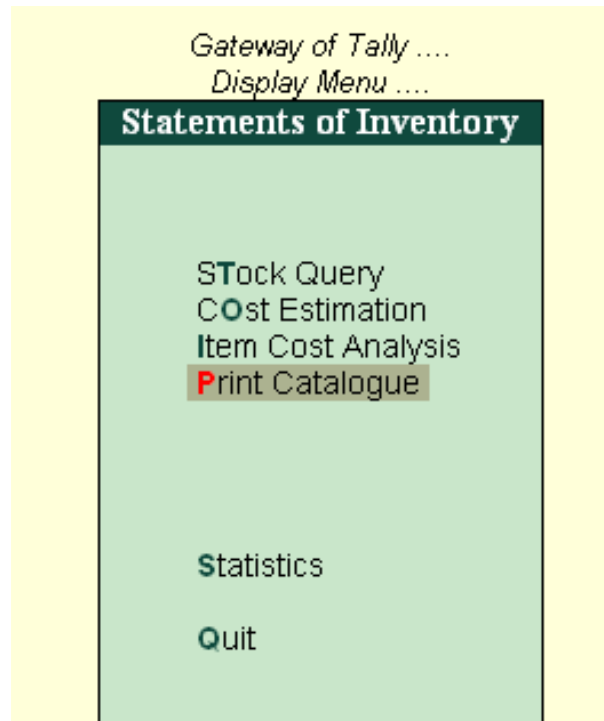 Gateway of Tally ....
Display Menu ....
Statements of Inventory
STock Query
COst Estimation
Item Cost Analysis
Print Catalogue
Statistics
Quit